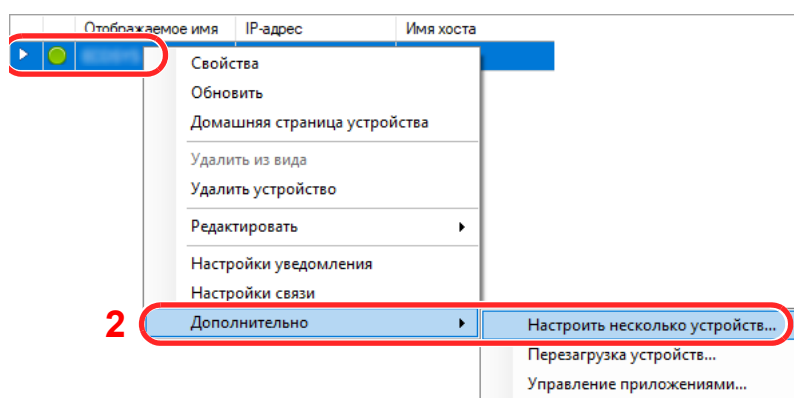 Отображаемое имя IP-адрес Имя хоста
Свойства
Обновить
Домашняя страница устройства
Удалить из вида
Удалить устройство
Редактировать
Настройки уведомления
Настройки связи
2 Дополнительно Настроить несколько устройств...
Перезагрузка устройств...
Управление приложениями...